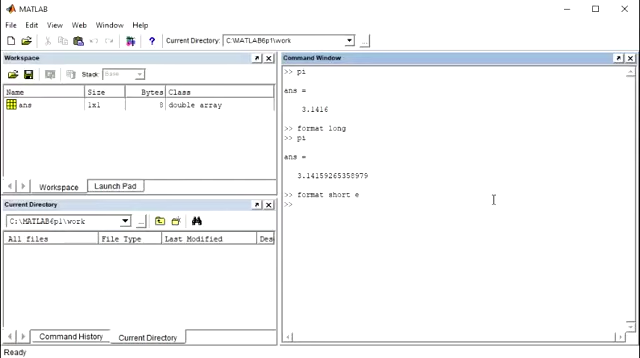 MATLAB
File Edit View Web Window Help
Current Directory: C:\MATLAB6p1\work ...
Workspace
Stack: Base
Name Size Bytes Class
ans 1x1 8 double array
Workspace Launch Pad
Current Directory
C:\MATLAB6p1\work ...
All files File Type Last Modified Des
Command History Current Directory
Command Window
>> pi
ans =
3.1416
>> format long
>> pi
ans =
3.14159265358979
>> format short e
>>
Ready